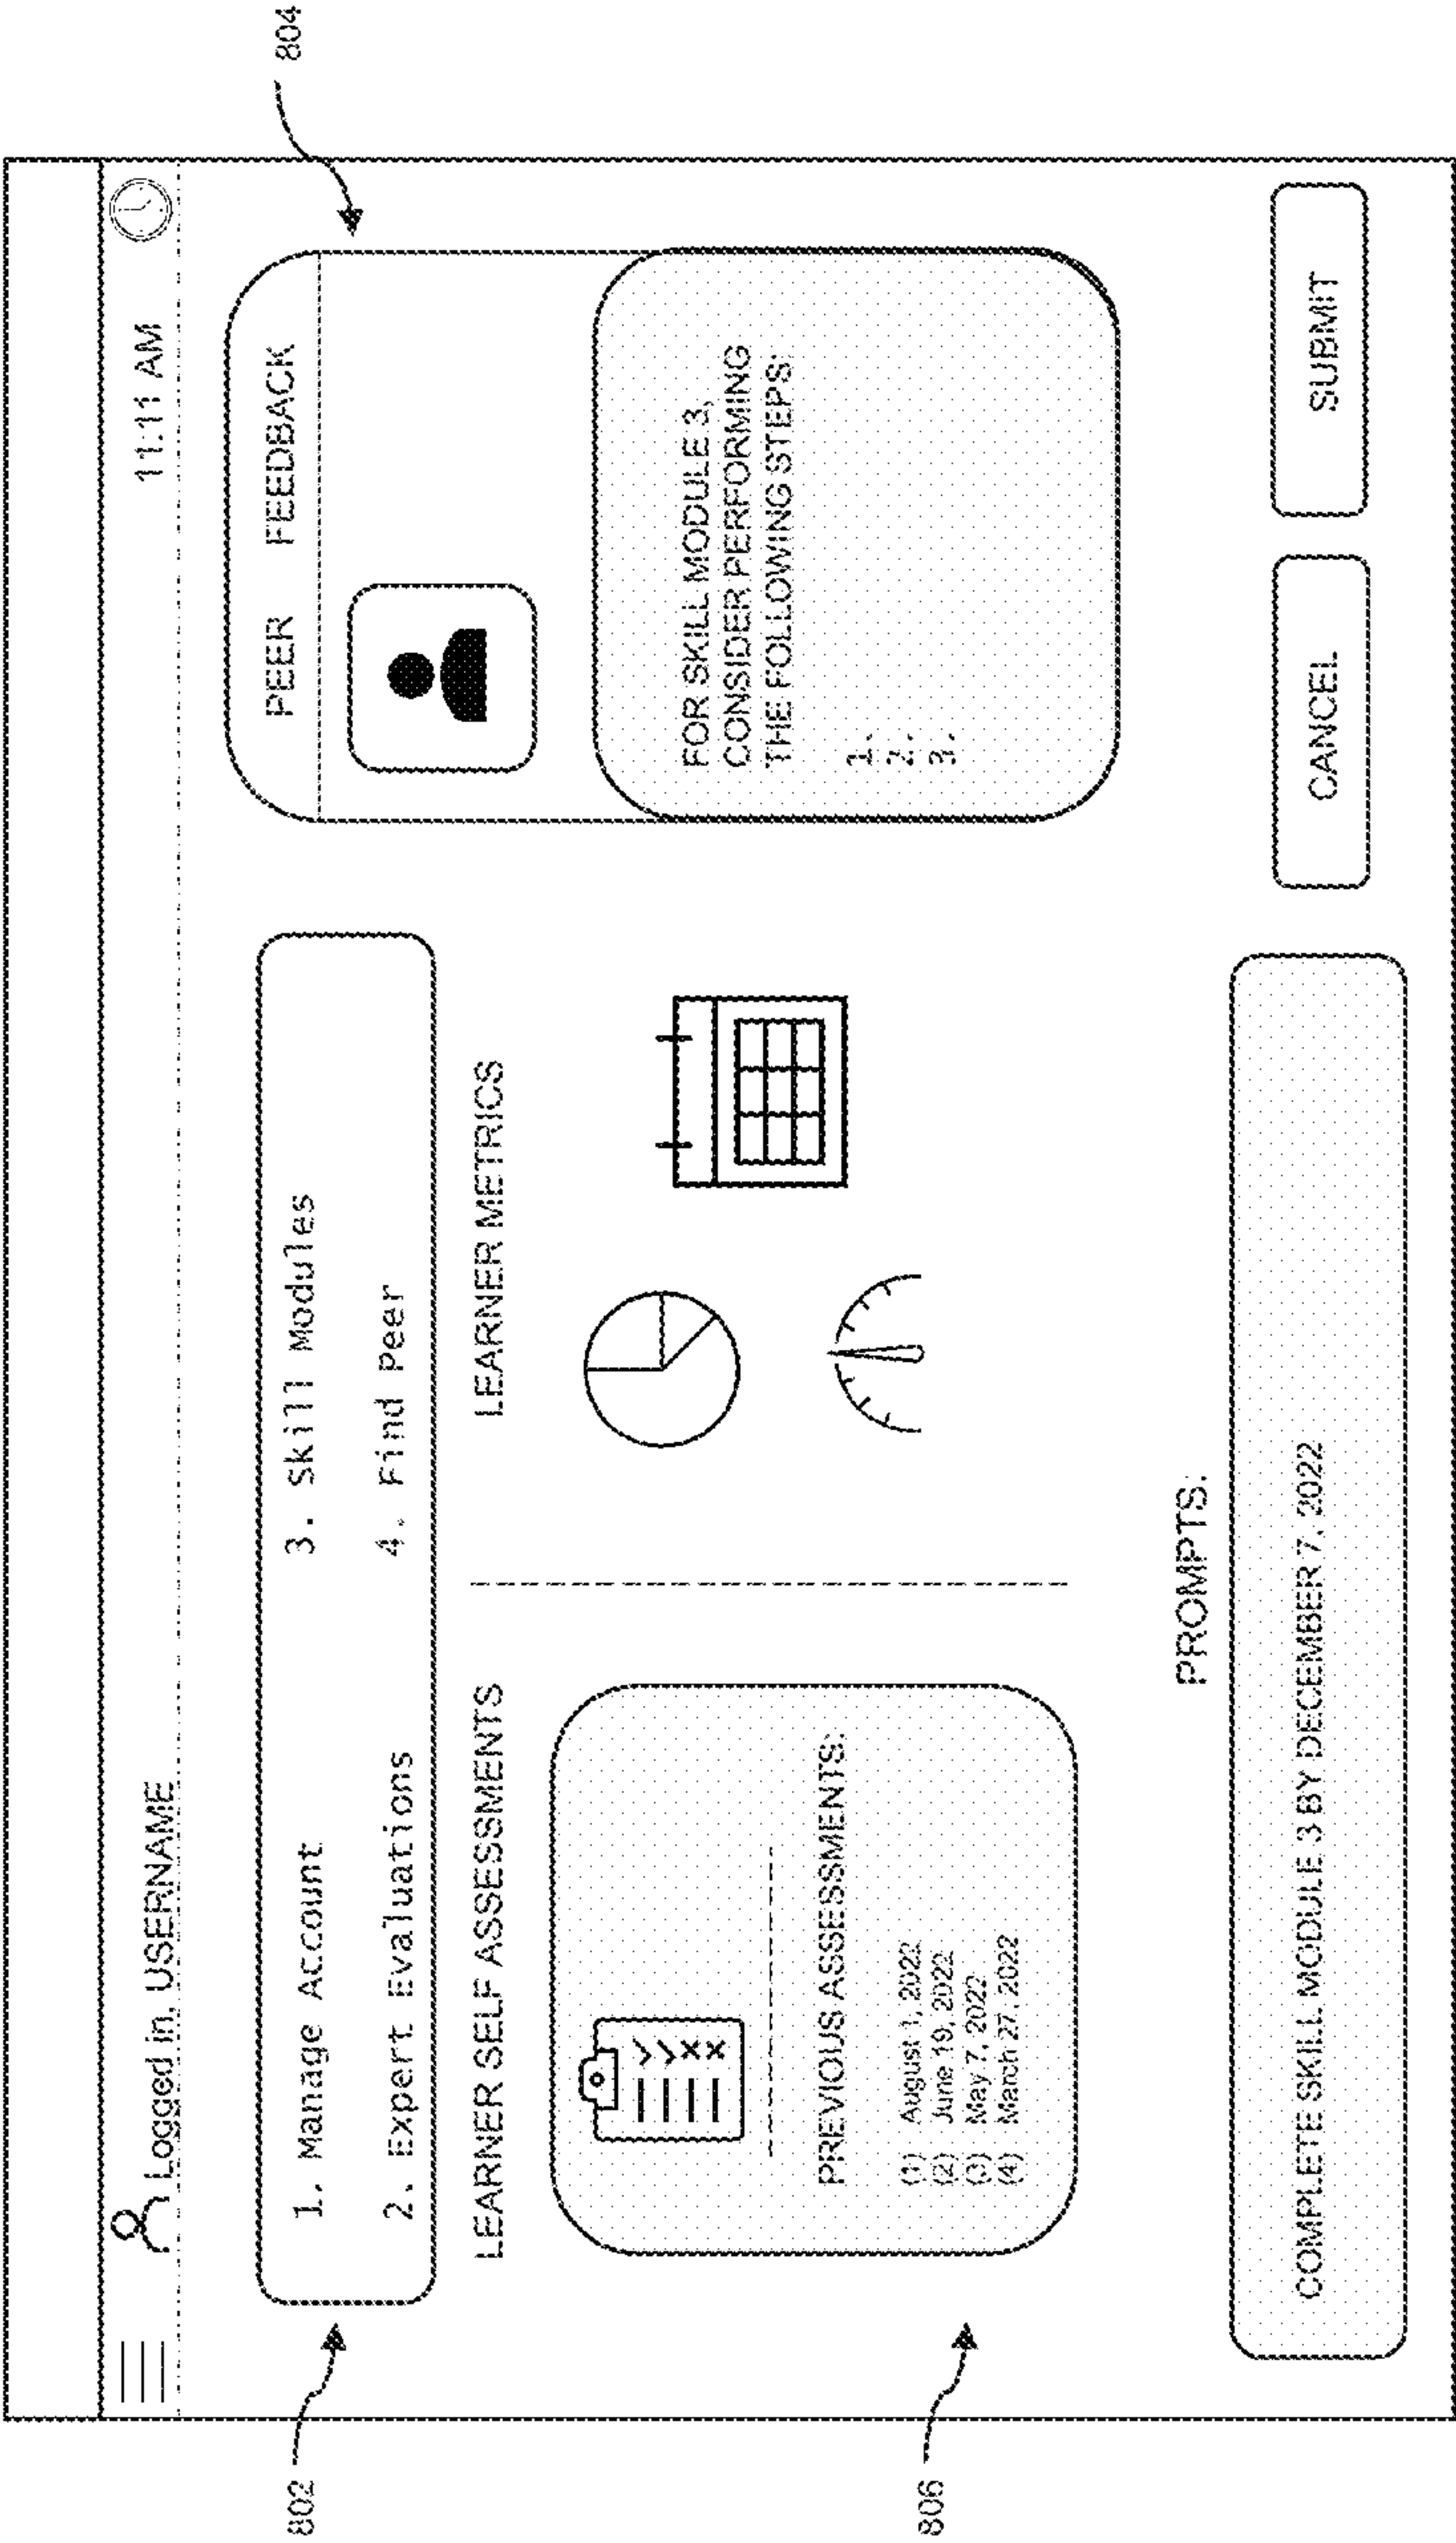 Logged in, USERNAME
11:11 AM
804
802
1. Manage Account
2. Expert Evaluations
3. Skill Modules
4. Find Peer
PEER FEEDBACK
FOR SKILL MODULE 3,
CONSIDER PERFORMING
THE FOLLOWING STEPS:
1.
2.
3.
LEARNER SELF ASSESSMENTS
LEARNER METRICS
PREVIOUS ASSESSMENTS:
(1) August 1, 2022
(2) June 19, 2022
(3) May 7, 2022
(4) March 27, 2022
806
PROMPTS:
COMPLETE SKILL MODULE 3 BY DECEMBER 7, 2022
CANCEL
SUBMIT